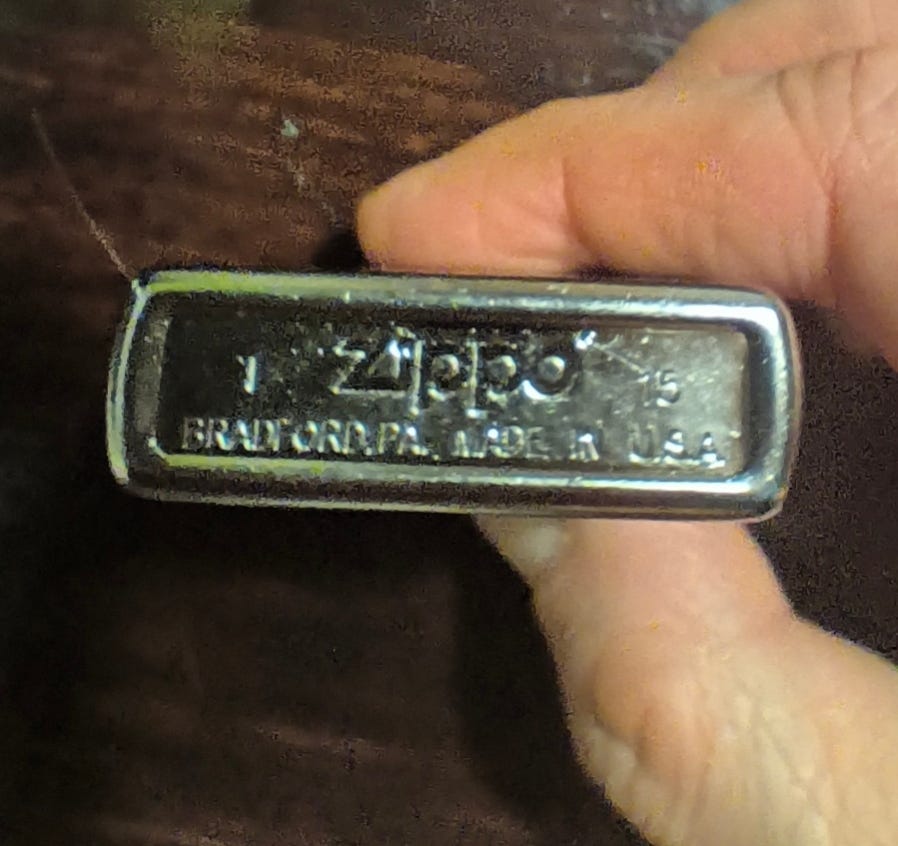 J Zippo® 15
BRADFORD, PA. MADE IN U.S.A.